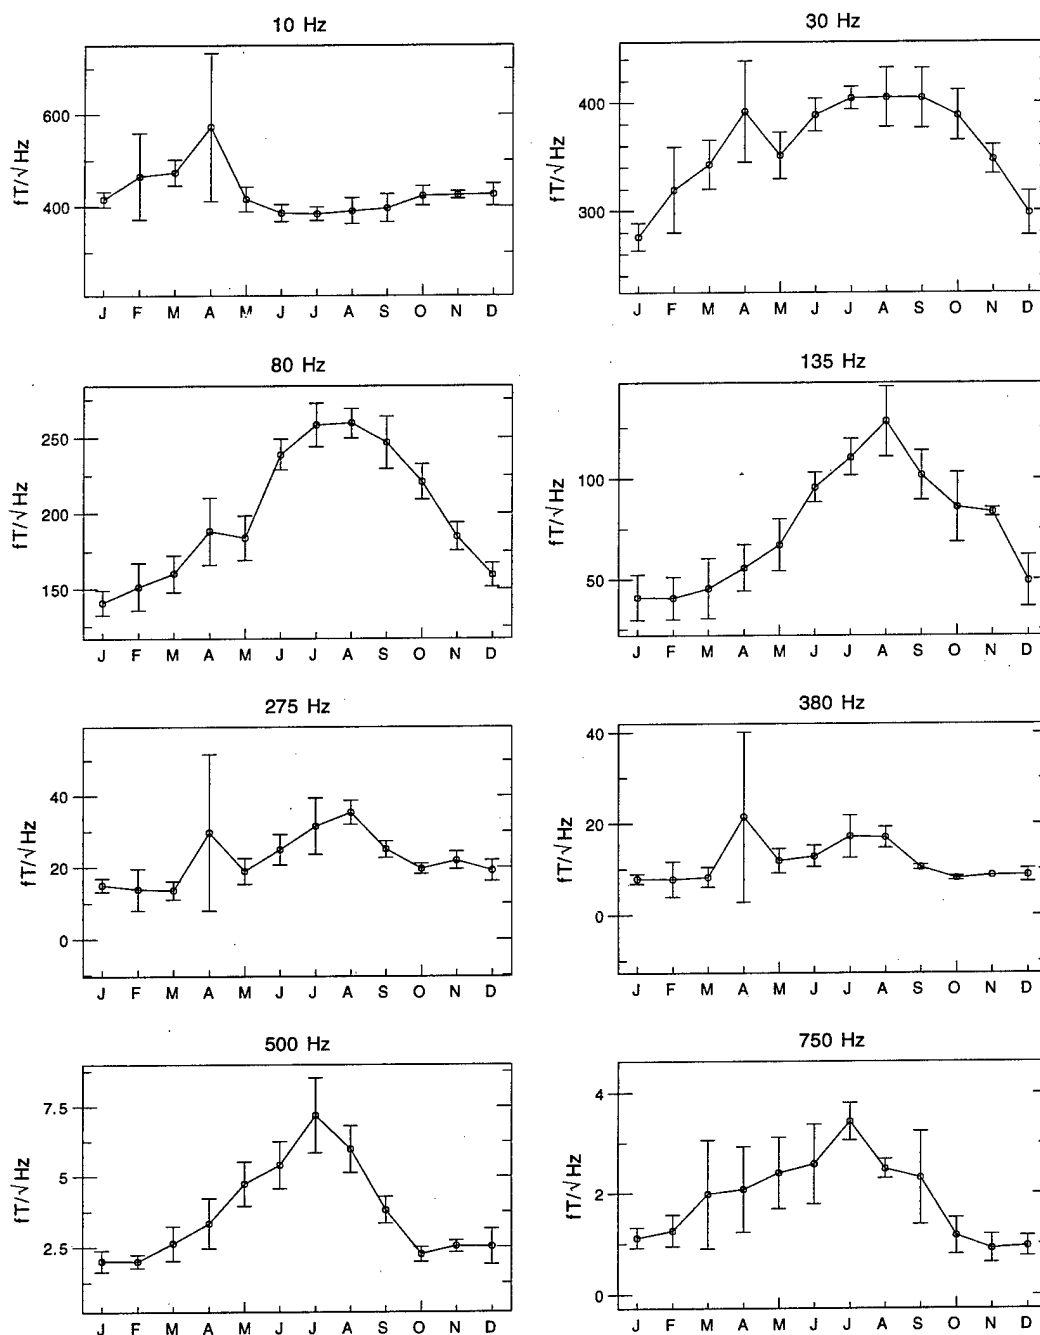 10 Hz
fT/√Hz
600
400
J F M A M J J A S O N D
30 Hz
fT/√Hz
400
300
J F M A M J J A S O N D
80 Hz
fT/√Hz
250
200
150
J F M A M J J A S O N D
135 Hz
fT/√Hz
100
50
J F M A M J J A S O N D
275 Hz
fT/√Hz
40
20
0
J F M A M J J A S O N D
380 Hz
fT/√Hz
40
20
0
J F M A M J J A S O N D
500 Hz
fT/√Hz
7.5
5
2.5
J F M A M J J A S O N D
750 Hz
fT/√Hz
4
2
0
J F M A M J J A S O N D